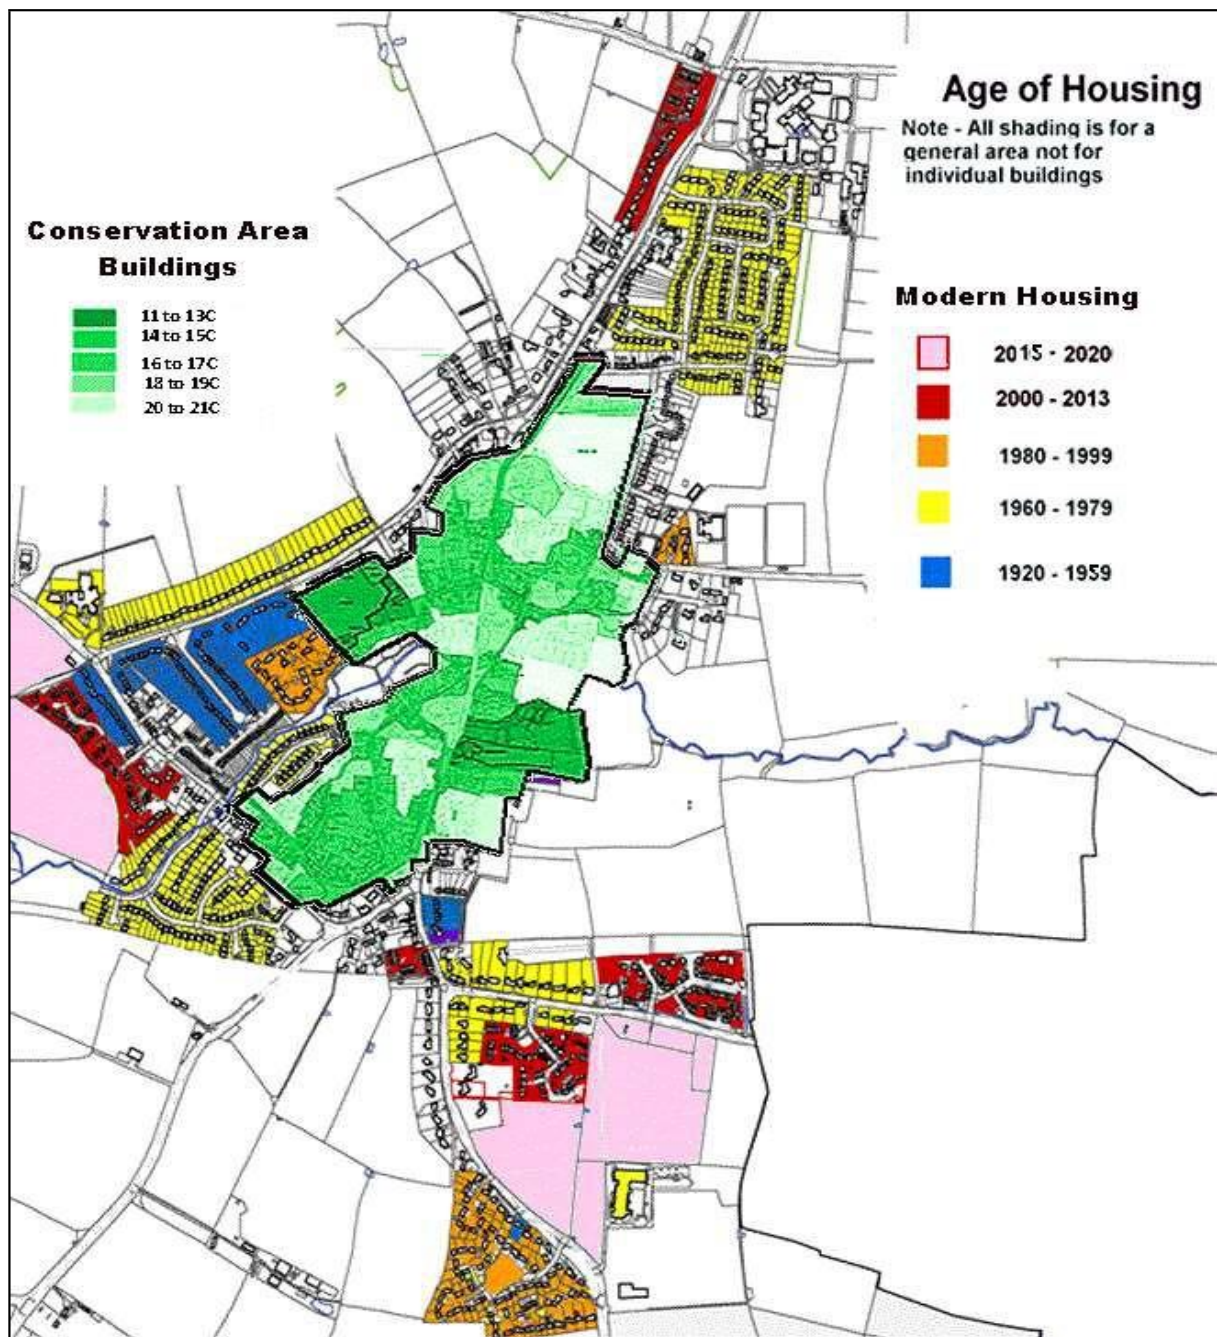 Age of Housing
Note - All shading is for a
general area not for
individual buildings
Conservation Area
Buildings
11 to 13C
14 to 15C
16 to 17C
18 to 19C
20 to 21C
Modern Housing
2015 - 2020
2000 - 2013
1980 - 1999
1960 - 1979
1920 - 1959